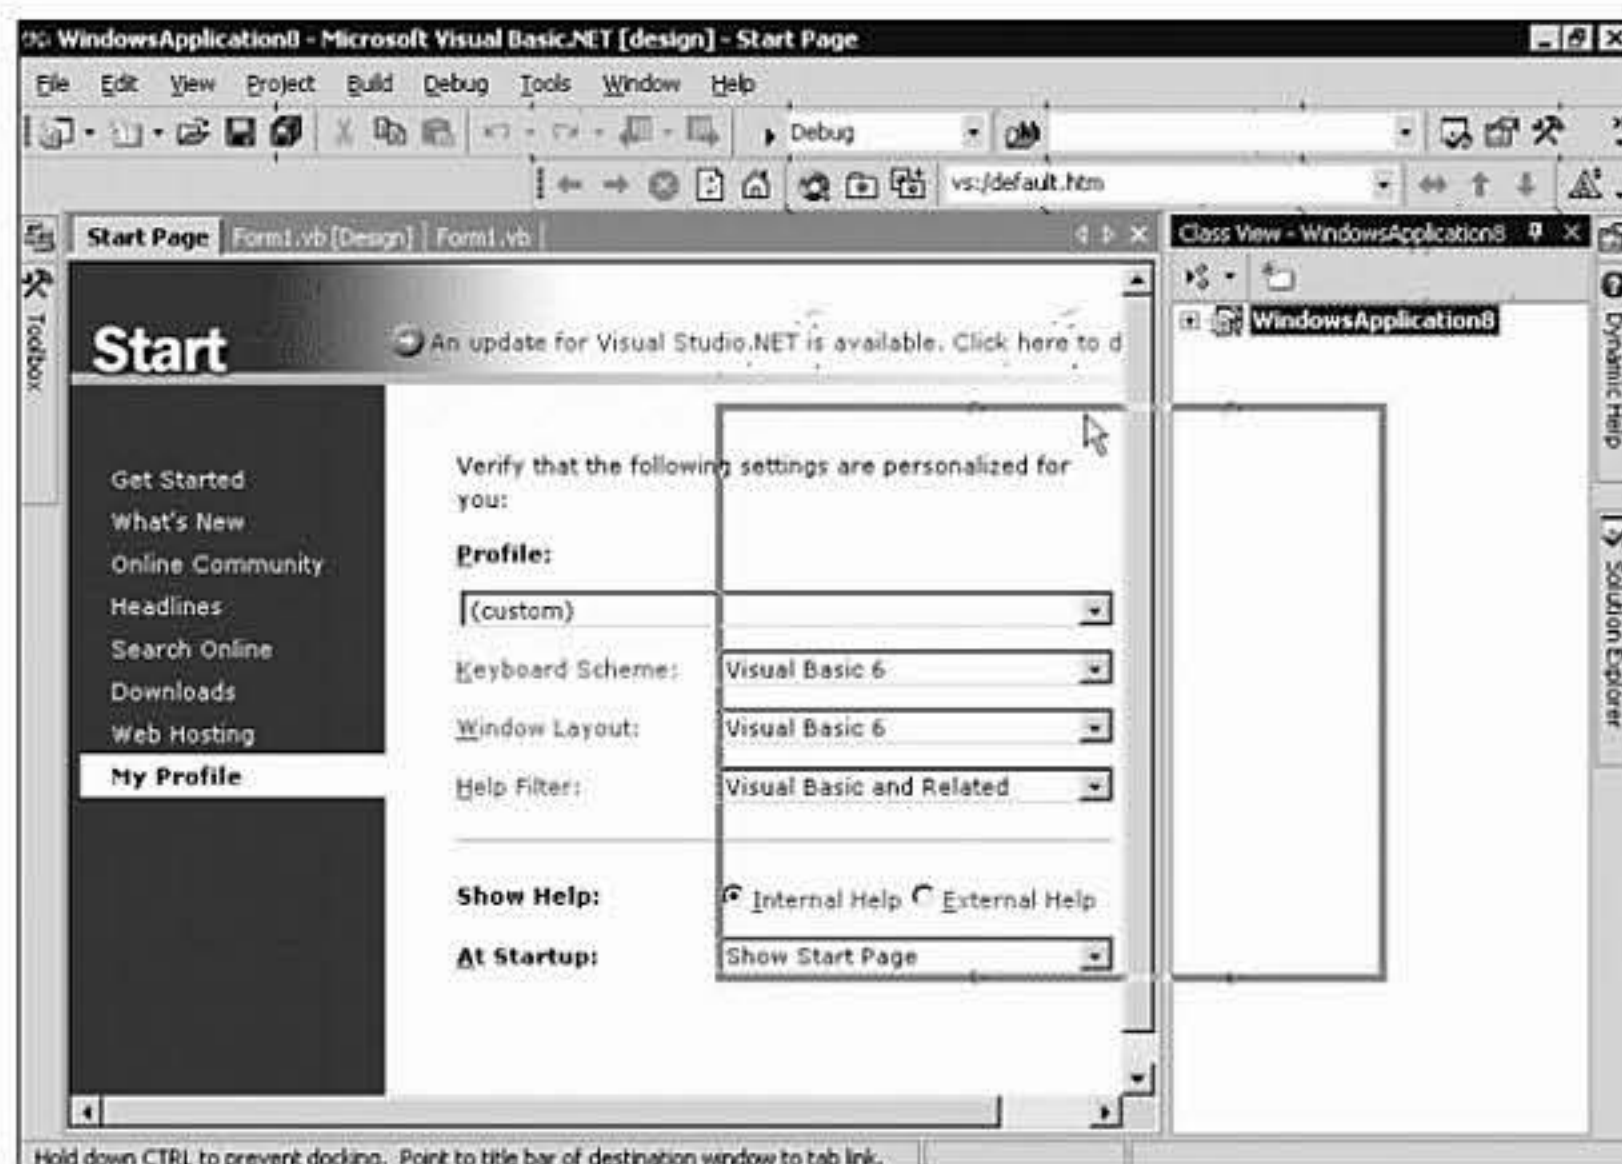 WindowsApplication8 - Microsoft Visual Basic.NET [design] - Start Page
File Edit View Project Build Debug Tools Window Help
Debug
vs:/default.htm
Start Page Form1.vb [Design] Form1.vb
Class View - WindowsApplication8
Toolbox
Start
An update for Visual Studio.NET is available. Click here to d
WindowsApplication8
Dynamic Help
Solution Explorer
Get Started
What's New
Online Community
Headlines
Search Online
Downloads
Web Hosting
My Profile
Verify that the following settings are personalized for
you:
Profile:
(custom)
Keyboard Scheme: Visual Basic 6
Window Layout: Visual Basic 6
Help Filter: Visual Basic and Related
Show Help: Internal Help External Help
At Startup: Show Start Page
Hold down CTRL to prevent docking. Point to title bar of destination window to tab link.